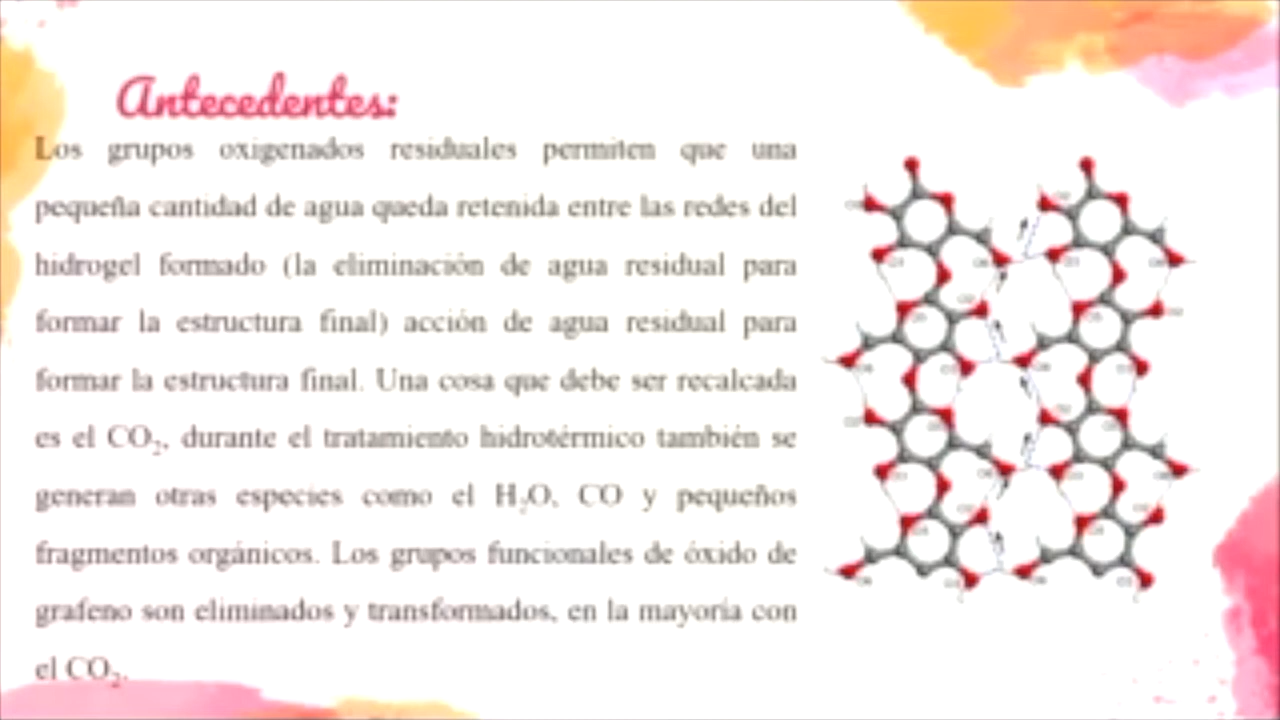 Antecedentes:
Los grupos oxigenados residuales permiten que una
pequeña cantidad de agua queda retenida entre las redes del
hidrogel formado (la eliminación de agua residual para
formar la estructura final) acción de agua residual para
formar la estructura final. Una cosa que debe ser recalcada
es el CO₂, durante el tratamiento hidrotérmico también se
generan otras especies como el H₂O, CO y pequeños
fragmentos orgánicos. Los grupos funcionales de óxido de
grafeno son eliminados y transformados, en la mayoría con
el CO₂.